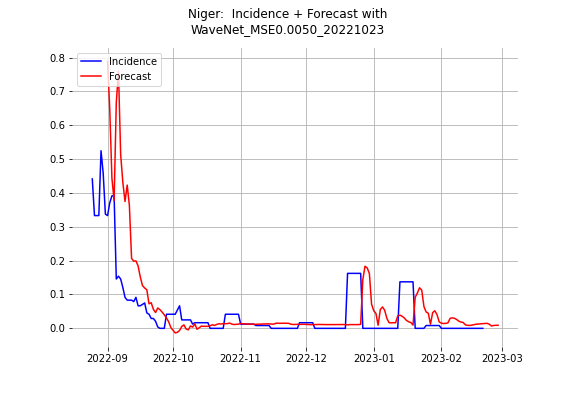 Niger:  Incidence + Forecast with
WaveNet_MSE0.0050_20221023
Incidence
Forecast
0.8
0.7
0.6
0.5
0.4
0.3
0.2
0.1
0.0
2022-09 2022-10 2022-11 2022-12 2023-01 2023-02 2023-03